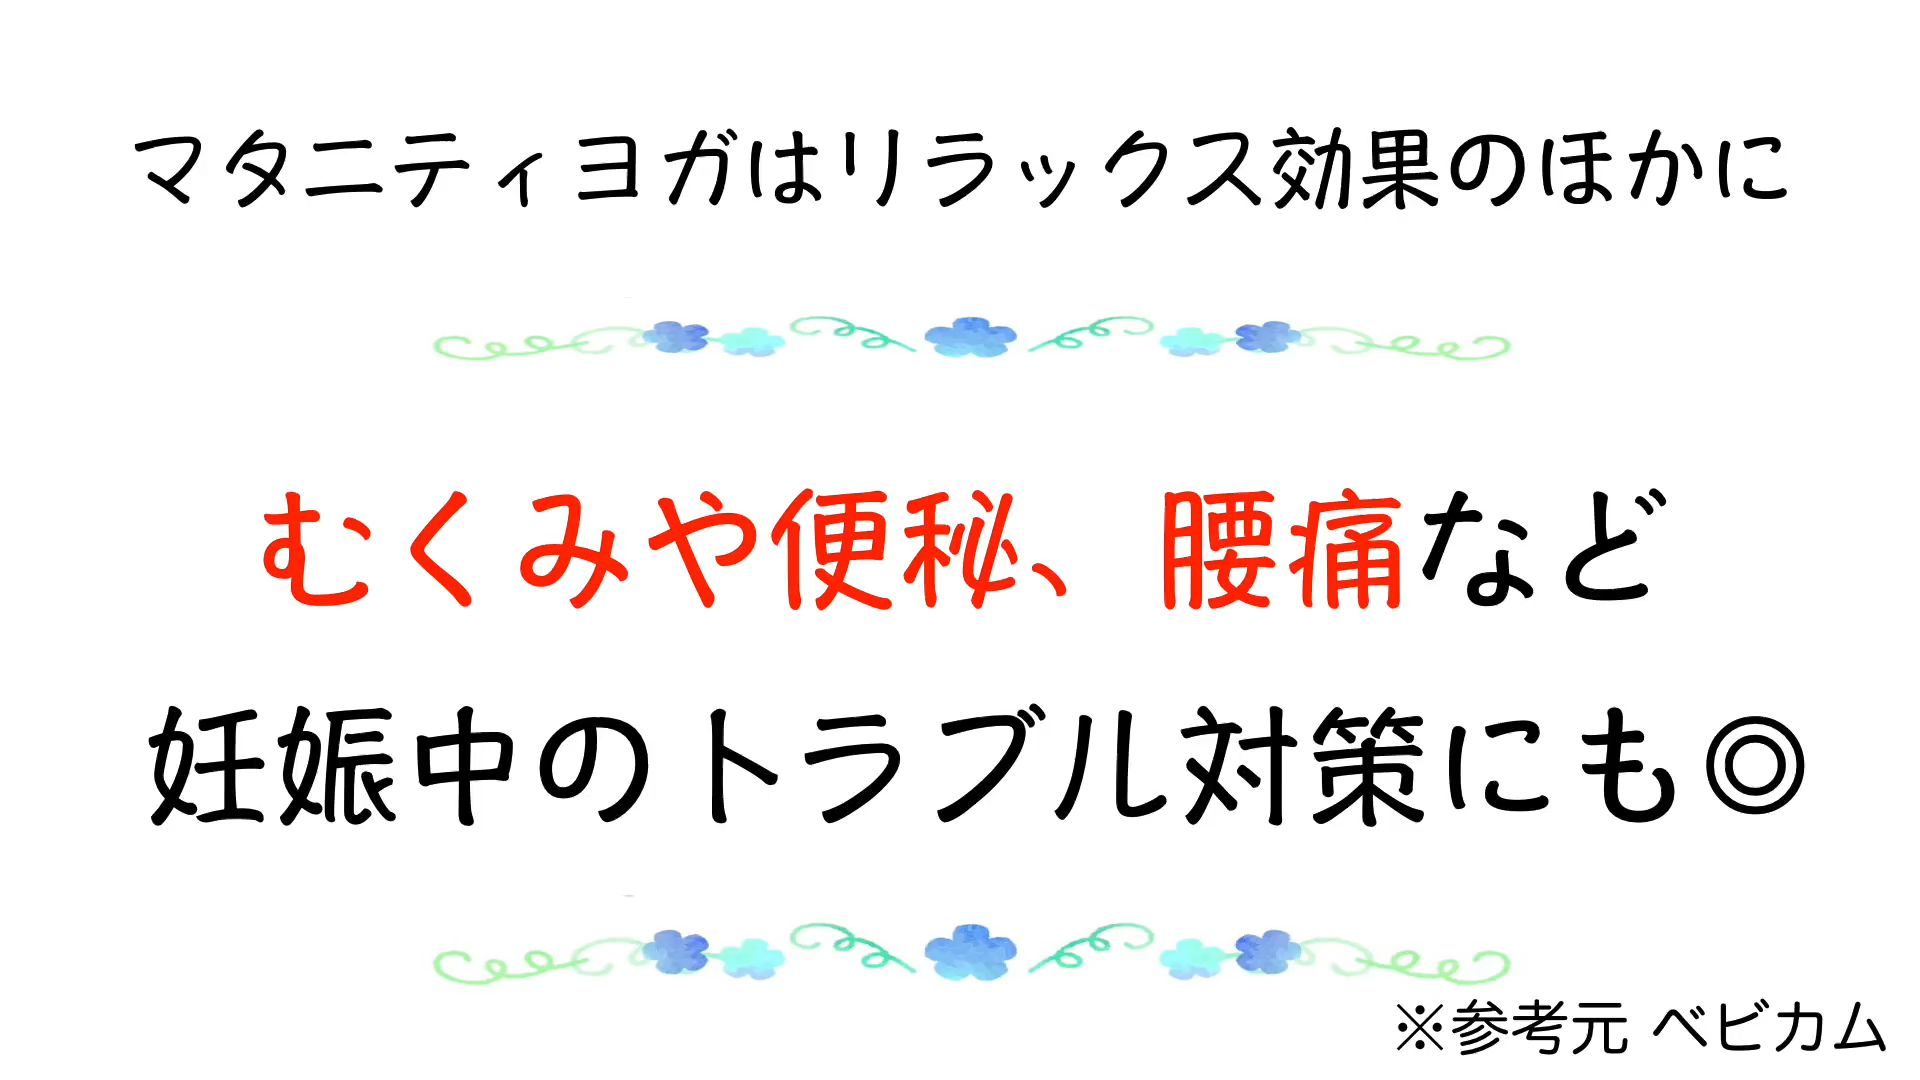 マタニティヨガはリラックス効果のほかに
むくみや便秘、腰痛など
妊娠中のトラブル対策にも◎
※参考元 ベビカム